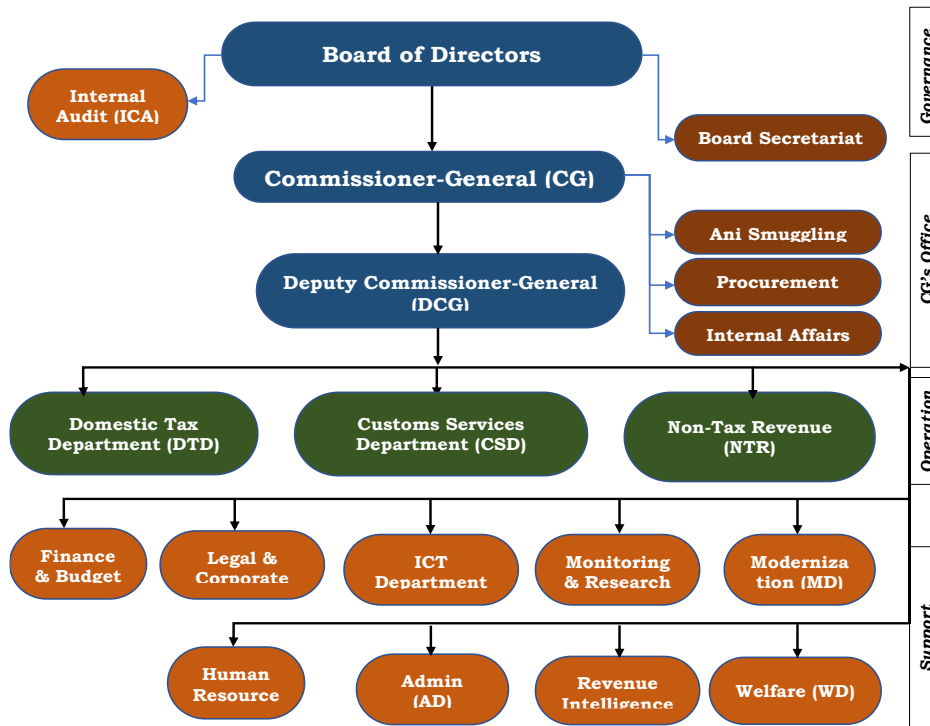 Board of Directors
Governance
Internal
Audit (ICA)
Board Secretariat
Commissioner-General (CG)
CG's Office
Ani Smuggling
Deputy Commissioner-General
(DCG)
Procurement
Internal Affairs
Domestic Tax
Department (DTD)
Customs Services
Department (CSD)
Non-Tax Revenue
(NTR)
Operation
Finance
& Budget
Legal &
Corporate
ICT
Department
Monitoring
& Research
Moderniza
tion (MD)
Support
Human
Resource
Admin
(AD)
Revenue
Intelligence
Welfare (WD)